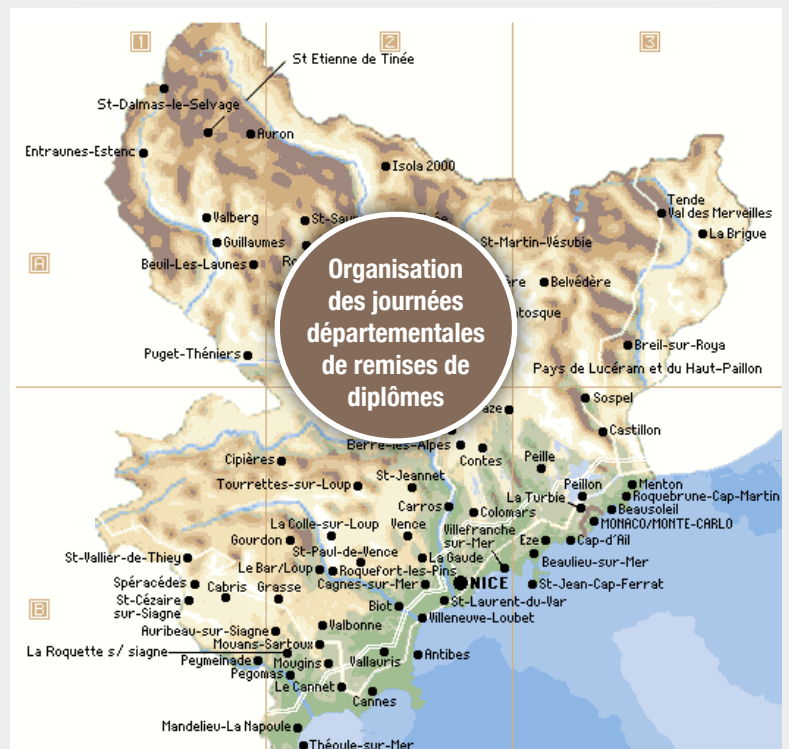 1
2
3
St Etienne de Tinée
St-Dalmas-le-Selvage
Auron
Entraunes-Estenc
Isola 2000
Tende
Val des Merveilles
Valberg
La Brigue
Guillaumes
St-Martin-Vésubie
A
Beuil-Les-Launes
Belvédère
Organisation
des journées
départementales
de remises de
diplômes
Breil-sur-Roya
Puget-Théniers
Pays de Lucéram et du Haut-Paillon
Sospel
Castillon
Berre-les-Alpes
Contes
Peille
Cipières
St-Jeannet
Tourrettes-sur-Loup
Peillon
Menton
La Turbie
Roquebrune-Cap-Martin
Carros
Colomars
Beausoleil
MONACO/MONTE-CARLO
La Colle-sur-Loup
Vence
Villefranche
sur-Mer
Gourdon
Eze
Cap-d'Ail
St-Paul-de-Vence
St-Vallier-de-Thiey
La Gaude
Beaulieu-sur-Mer
Le Bar/Loup
Roquefort-les-Pins
Spéracédes
Cabris
Grasse
Cagnes-sur-Mer
NICE
St-Jean-Cap-Ferrat
St-Cézaire
sur-Siagne
B
Biot
St-Laurent-du-Var
Villeneuve-Loubet
Auribeau-sur-Siagne
Valbonne
Mouans-Sartoux
La Roquette s/ siagne
Peymeinade
Mougins
Vallauris
Antibes
Pegomas
Le Cannet
Cannes
Mandelieu-La Napoule
Théoule-sur-Mer